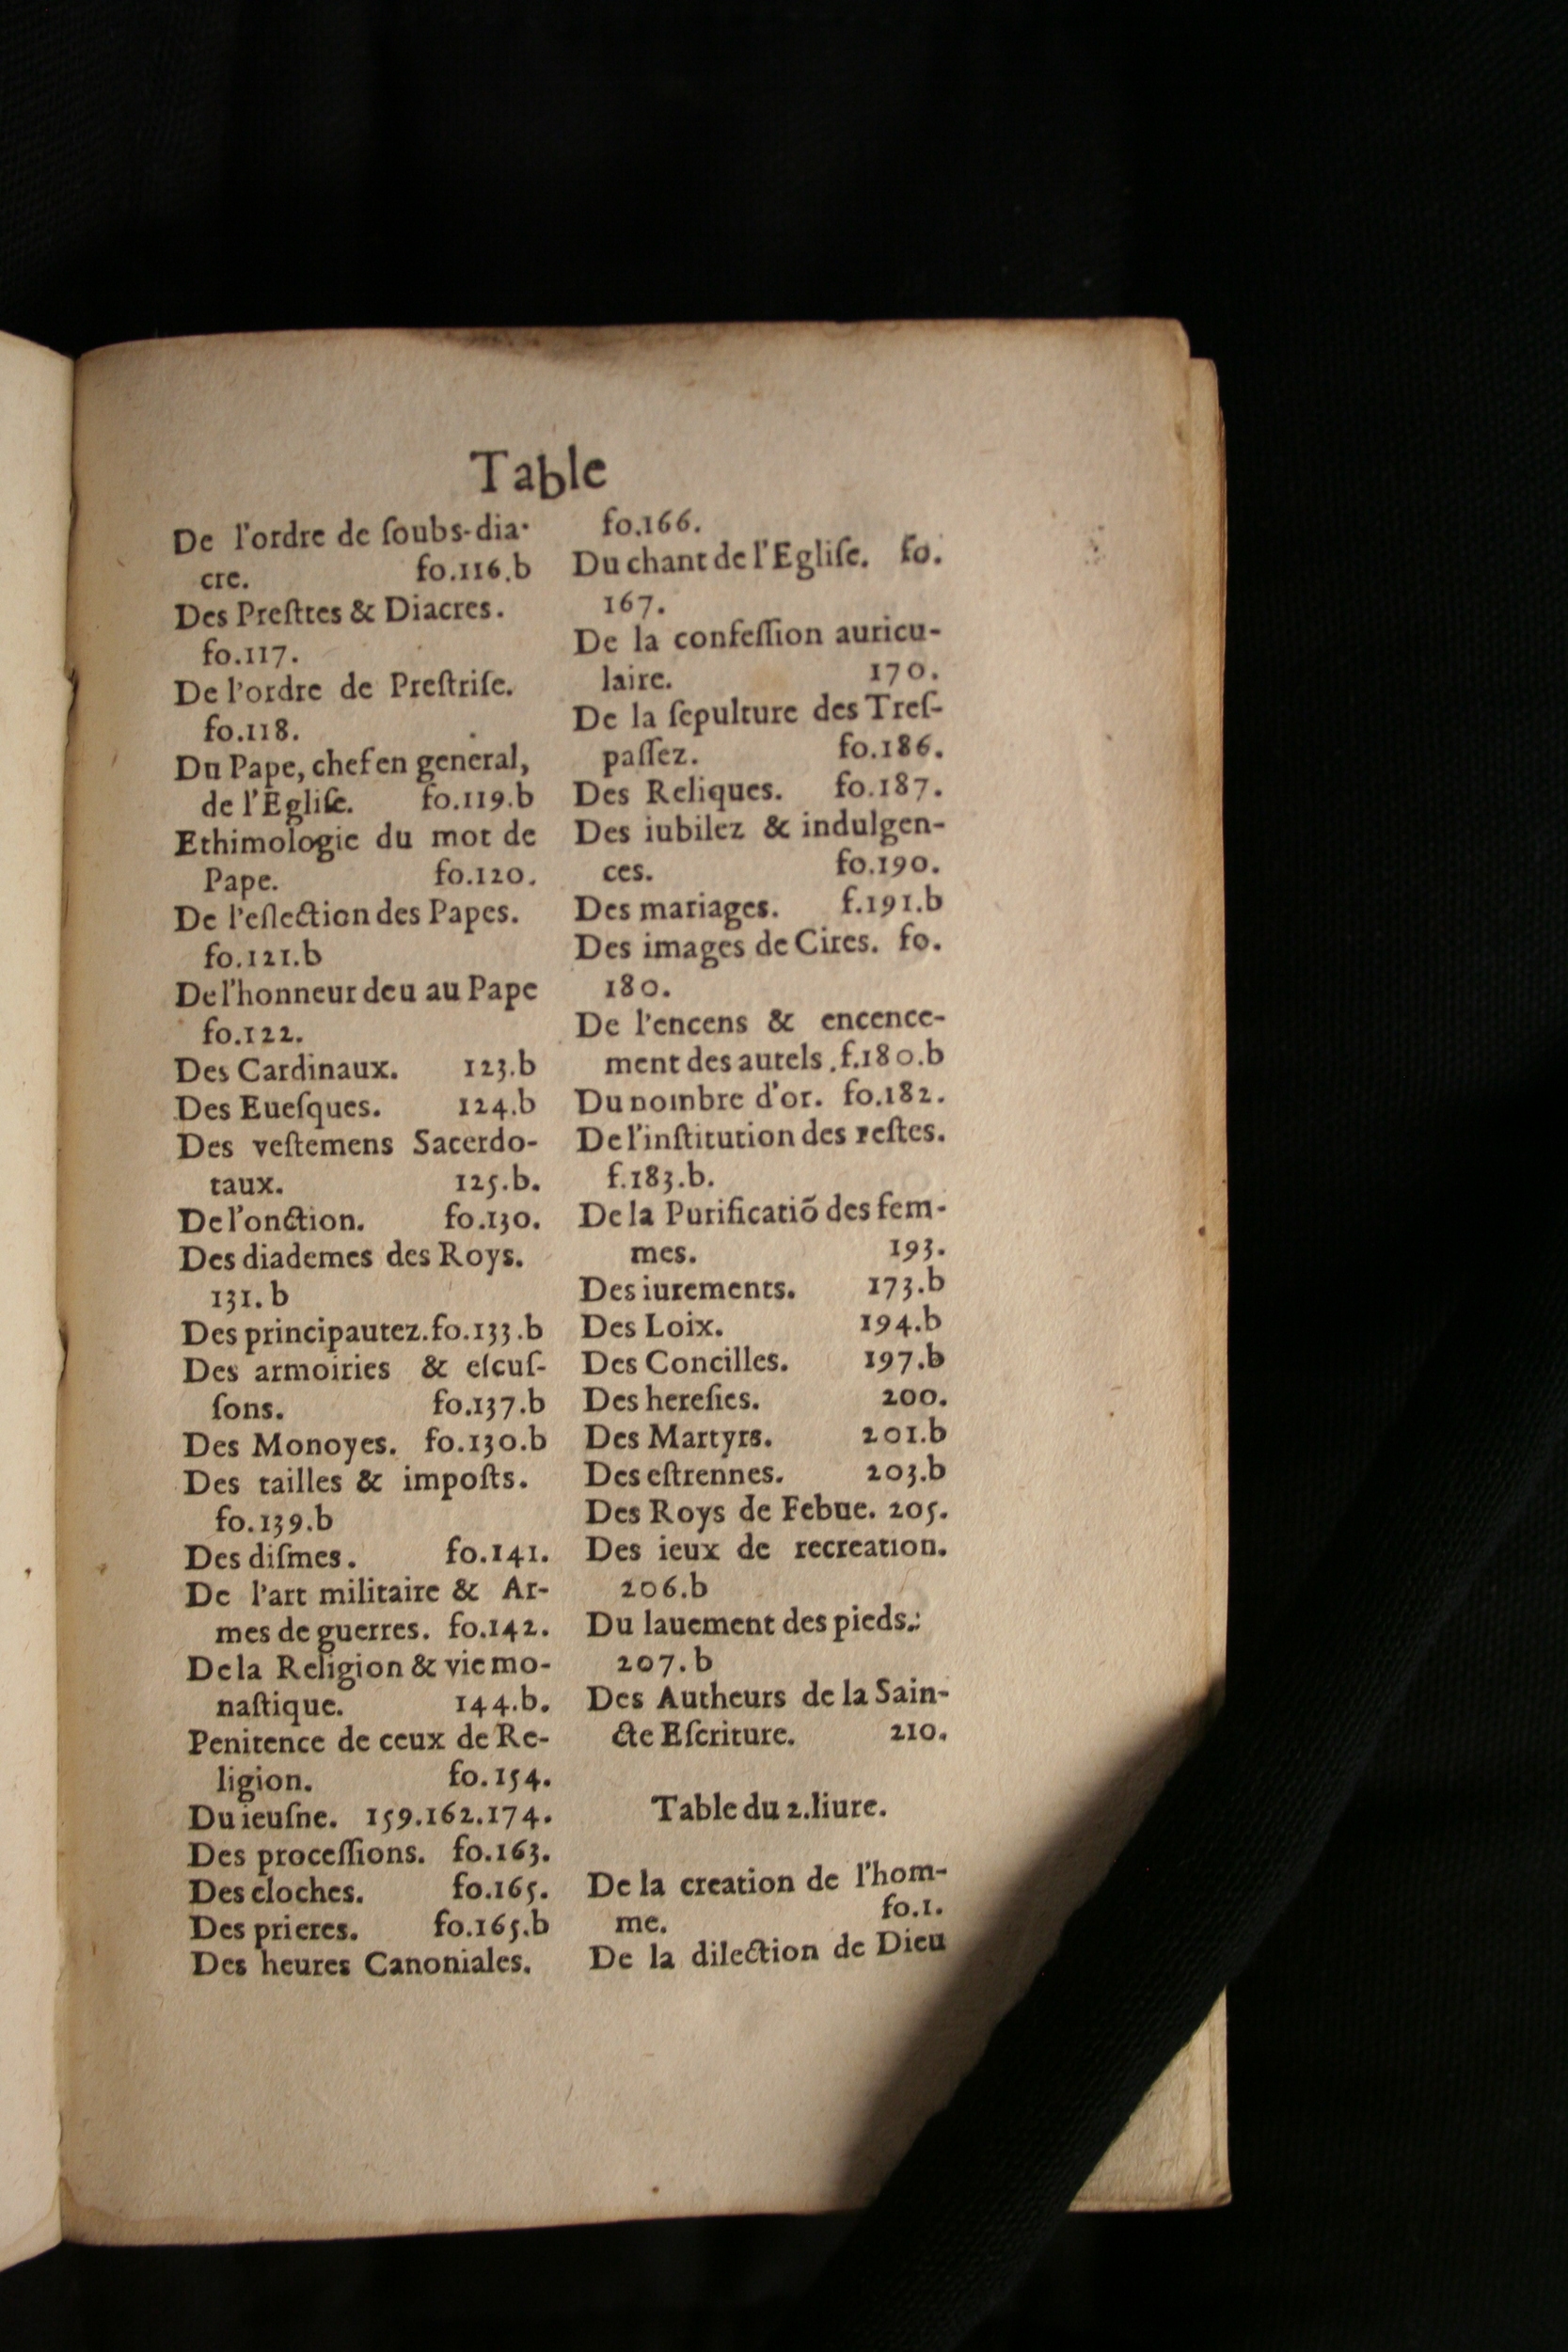 Table
De l'ordre de ſoubs-dia-
cre. fo.116.b
Des Preſttes & Diacres.
fo.117.
De l'ordre de Preſtriſe.
fo.118.
Du Pape, chef en general,
de l'Egliſe. fo.119.b
Ethimologie du mot de
Pape. fo.120.
De l'eſlection des Papes.
fo.121.b
De l'honneur deu au Pape
fo.122.
Des Cardinaux. 123.b
Des Eueſques. 124.b
Des veſtemens Sacerdo-
taux. 125.b.
De l'onction. fo.130.
Des diademes des Roys.
131.b
Des principautez.fo.133.b
Des armoiries & eſcuſ-
ſons. fo.137.b
Des Monoyes. fo.130.b
Des tailles & impoſts.
fo.139.b
Des diſmes. fo.141.
De l'art militaire & Ar-
mes de guerres. fo.142.
De la Religion & vie mo-
naſtique. 144.b.
Penitence de ceux de Re-
ligion. fo.154.
Du ieuſne. 159.162.174.
Des proceſſions. fo.163.
Des cloches. fo.165.
Des prieres. fo.165.b
Des heures Canoniales.
fo.166.
Du chant de l'Egliſe. fo.
167.
De la confeſſion auricu-
laire. 170.
De la ſepulture des Treſ-
paſſez. fo.186.
Des Reliques. fo.187.
Des iubilez & indulgen-
ces. fo.190.
Des mariages. f.191.b
Des images de Cires. fo.
180.
De l'encens & encence-
ment des autels.f.180.b
Du nombre d'or. fo.182.
De l'inſtitution des reſtes.
f.183.b.
De la Purificatiõ des fem-
mes. 193.
Des iurements. 173.b
Des Loix. 194.b
Des Concilles. 197.b
Des hereſies. 200.
Des Martyrs. 201.b
Des eſtrennes. 203.b
Des Roys de Febue. 205.
Des ieux de recreation.
206.b
Du lauement des pieds.:
207.b
Des Autheurs de la Sain-
cte Eſcriture. 210.
Table du 2.liure.
De la creation de l'hom-
me. fo.1.
De la dilection de Dieu